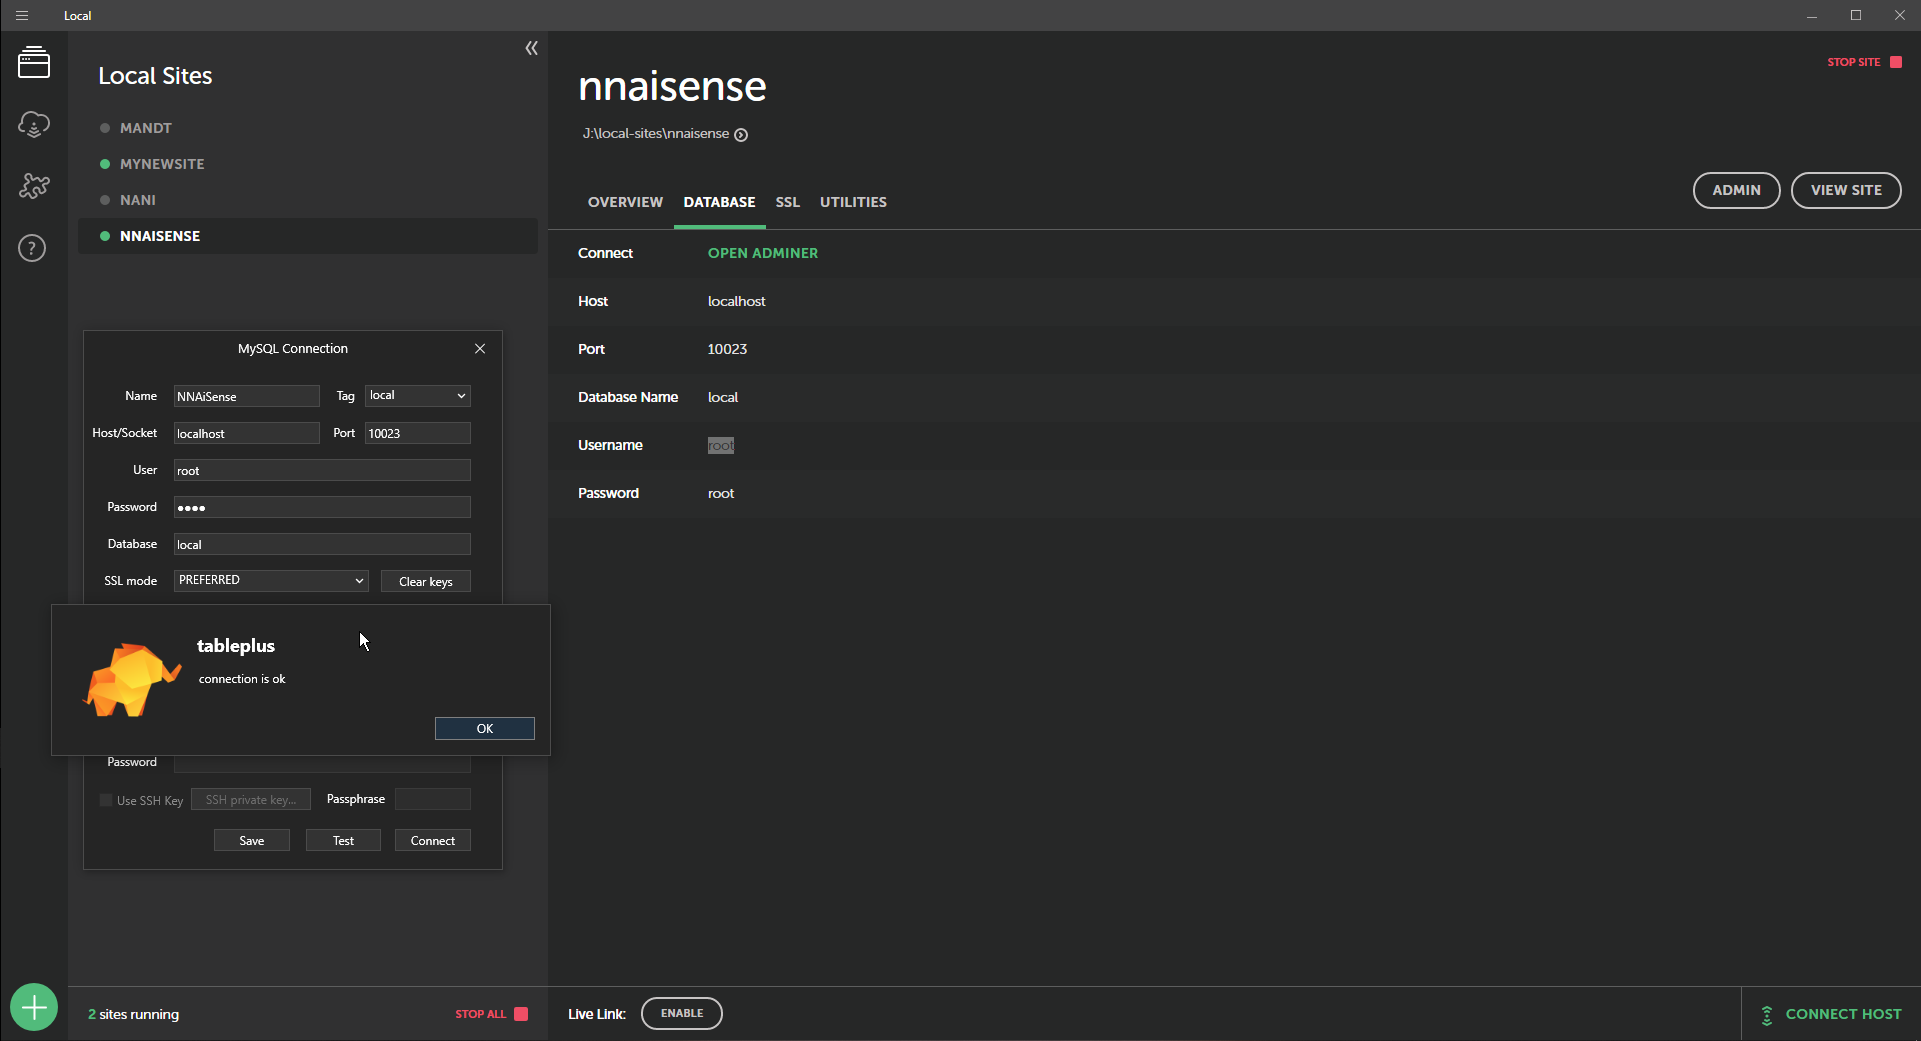 Local
Local Sites
MANDT
MYNEWSITE
NANI
NNAISENSE
nnaisense
J:\local-sites\nnaisense
STOP SITE
ADMIN
VIEW SITE
OVERVIEW DATABASE SSL UTILITIES
Connect OPEN ADMINER
Host localhost
Port 10023
Database Name local
Username root
Password root
MySQL Connection
Name NNAiSense Tag local
Host/Socket localhost Port 10023
User root
Password ●●●●
Database local
SSL mode PREFERRED Clear keys
tableplus
connection is ok
OK
Password
Use SSH Key SSH private key... Passphrase
Save Test Connect
2 sites running STOP ALL
Live Link: ENABLE
CONNECT HOST